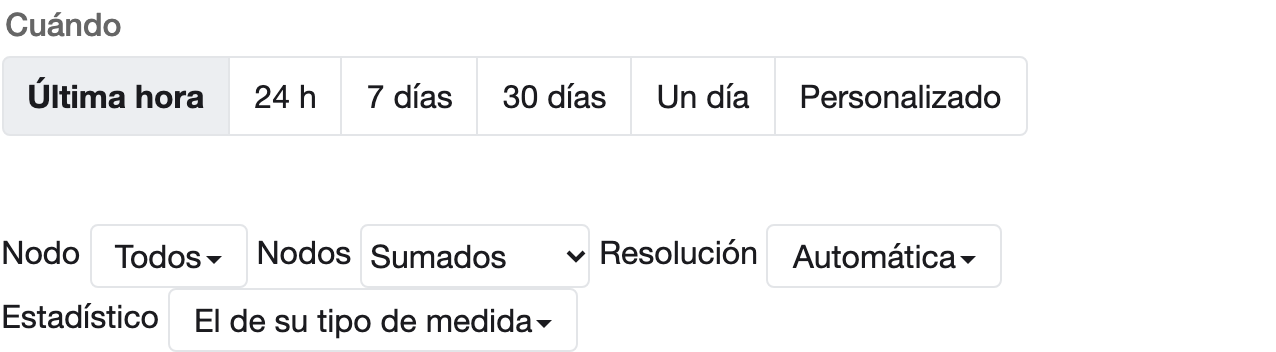 Cuándo
Última hora 24 h 7 días 30 días Un día Personalizado
Nodo Todos Nodos Sumados Resolución Automática
Estadístico El de su tipo de medida